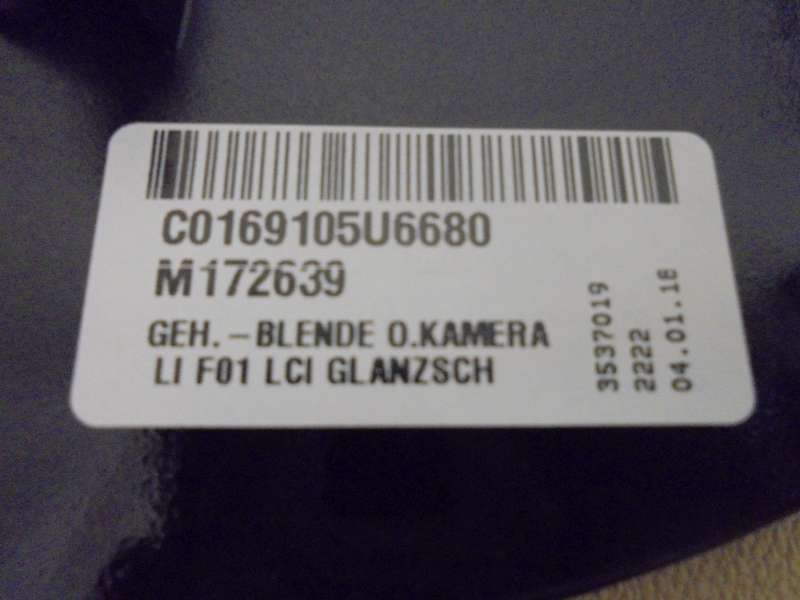 C0169105U6680
M172639
GEH.-BLENDE O.KAMERA
LI F01 LCI GLANZSCH
3537019
2222
04.01.16